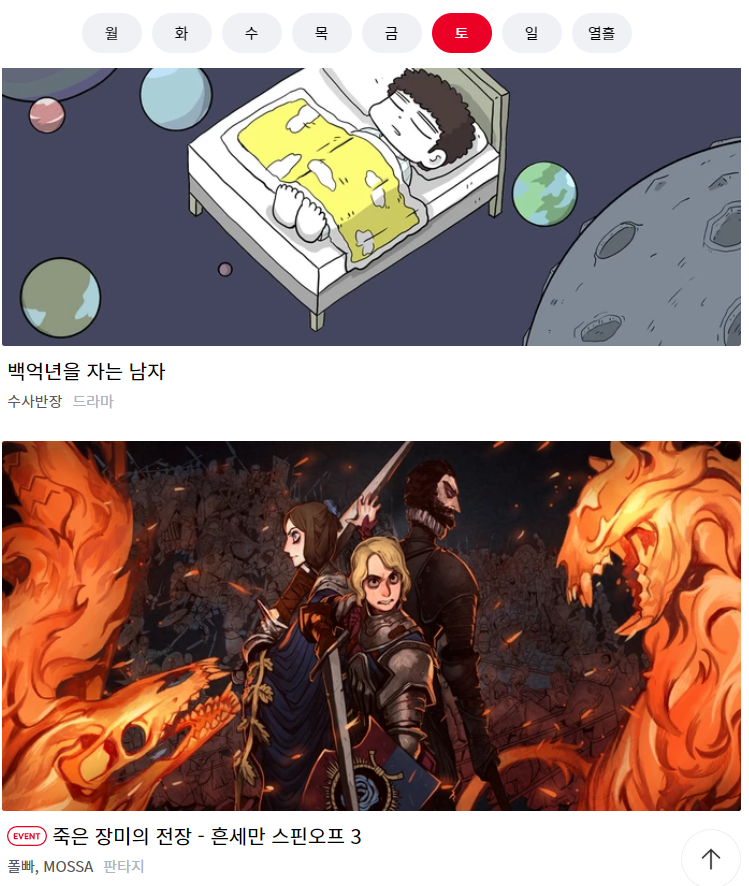 월 화 수 목 금 토 일 열흘
백억년을 자는 남자
수사반장 드라마
EVENT 죽은 장미의 전장 - 흔세만 스핀오프 3
폴빠, MOSSA 판타지